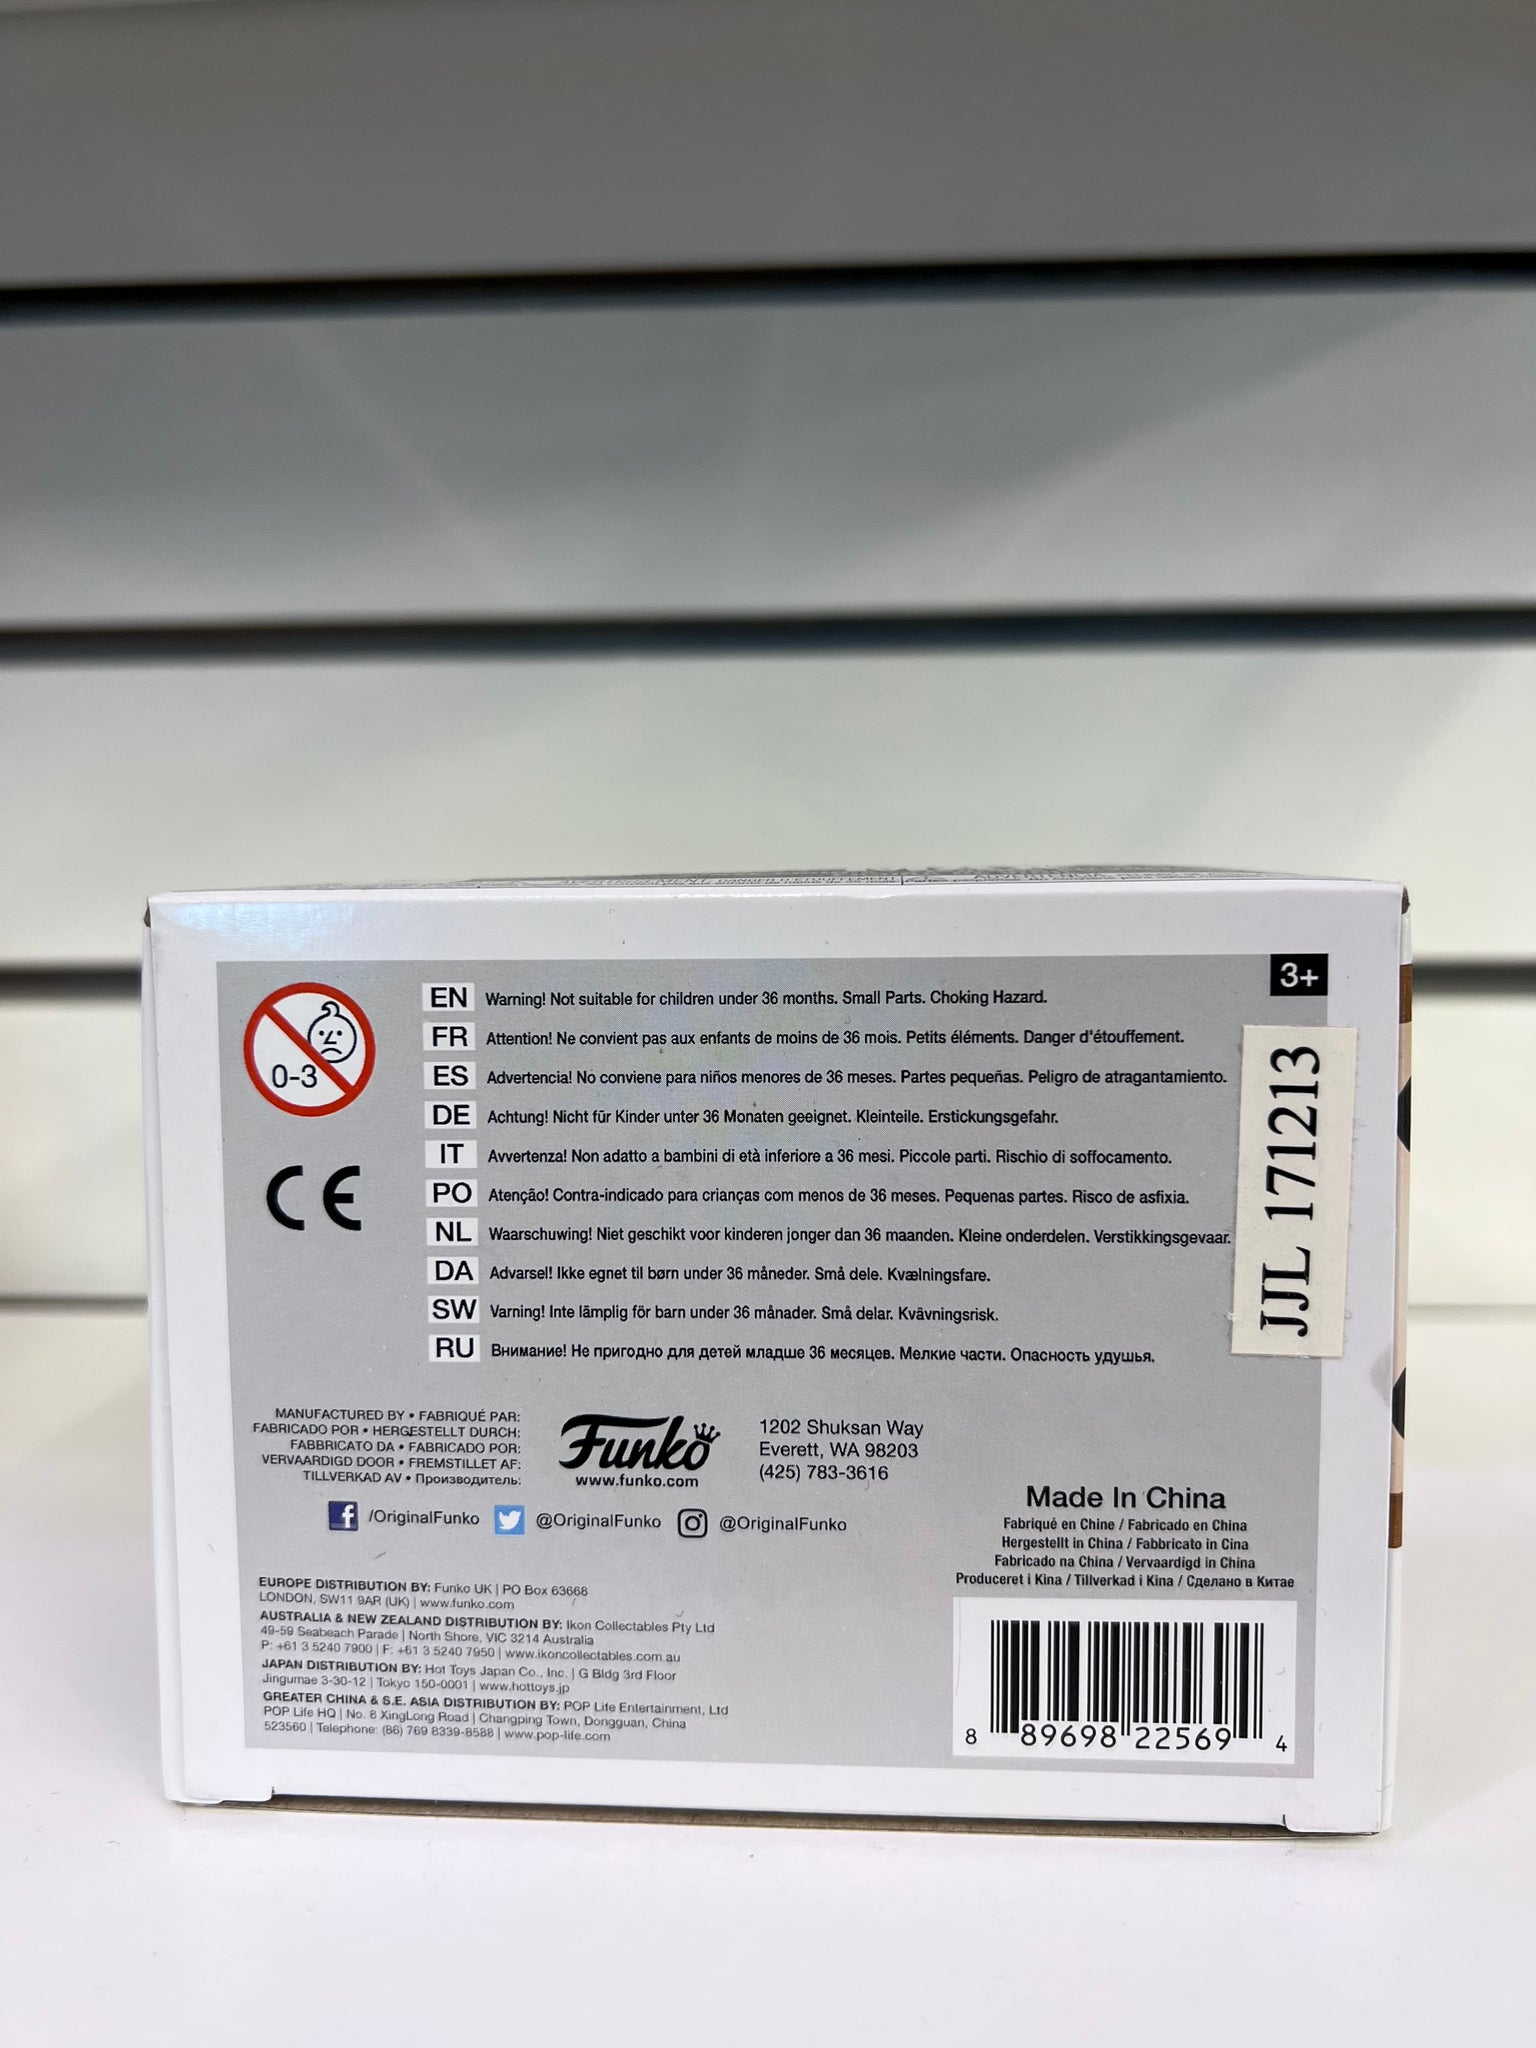 3+
0-3
EN Warning! Not suitable for children under 36 months. Small Parts. Choking Hazard.
FR Attention! Ne convient pas aux enfants de moins de 36 mois. Petits éléments. Danger d'étouffement.
ES Advertencia! No conviene para niños menores de 36 meses. Partes pequeñas. Peligro de atragantamiento.
DE Achtung! Nicht für Kinder unter 36 Monaten geeignet. Kleinteile. Erstickungsgefahr.
IT Avvertenza! Non adatto a bambini di età inferiore a 36 mesi. Piccole parti. Rischio di soffocamento.
PO Atenção! Contra-indicado para crianças com menos de 36 meses. Pequenas partes. Risco de asfixia.
NL Waarschuwing! Niet geschikt voor kinderen jonger dan 36 maanden. Kleine onderdelen. Verstikkingsgevaar.
DA Advarsel! Ikke egnet til børn under 36 måneder. Små dele. Kvælningsfare.
SW Varning! Inte lämplig för barn under 36 månader. Små delar. Kvävningsrisk.
RU Внимание! Не пригодно для детей младше 36 месяцев. Мелкие части. Опасность удушья.
CE
JJL 171213
MANUFACTURED BY • FABRIQUÉ PAR:
FABRICADO POR • HERGESTELLT DURCH:
FABBRICATO DA • FABRICADO POR:
VERVAARDIGD DOOR • FREMSTILLET AF:
TILLVERKAD AV • Производитель:
Funko
www.funko.com
1202 Shuksan Way
Everett, WA 98203
(425) 783-3616
/OriginalFunko @OriginalFunko @OriginalFunko
Made In China
Fabriqué en Chine / Fabricado en China
Hergestellt in China / Fabbricato in Cina
Fabricado na China / Vervaardigd in China
Produceret i Kina / Tillverkad i Kina / Сделано в Китае
EUROPE DISTRIBUTION BY: Funko UK | PO Box 63668
LONDON, SW11 9AR (UK) | www.funko.com
AUSTRALIA & NEW ZEALAND DISTRIBUTION BY: Ikon Collectables Pty Ltd
49-59 Seabeach Parade | North Shore, VIC 3214 Australia
P: +61 3 5240 7900 | F: +61 3 5240 7950 | www.ikoncollectables.com.au
JAPAN DISTRIBUTION BY: Hot Toys Japan Co., Inc. | G Bldg 3rd Floor
Jingumae 3-30-12 | Tokyo 150-0001 | www.hottoys.jp
GREATER CHINA & S.E. ASIA DISTRIBUTION BY: POP Life Entertainment, Ltd
POP Life HQ | No. 8 XingLong Road | Changping Town, Dongguan, China
523560 | Telephone: (86) 769 8339-8588 | www.pop-life.com
8 89698 22569 4